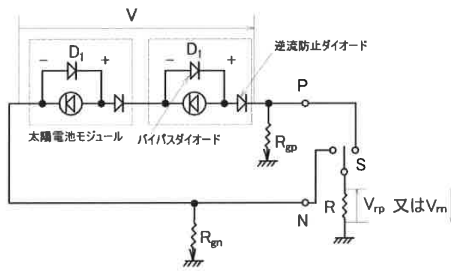 V
D₁
D₁
逆流防止ダイオード
− +
− +
P
太陽電池モジュール
バイパスダイオード
Rgp
S
R
Vrp 又はVrn
N
Rgn